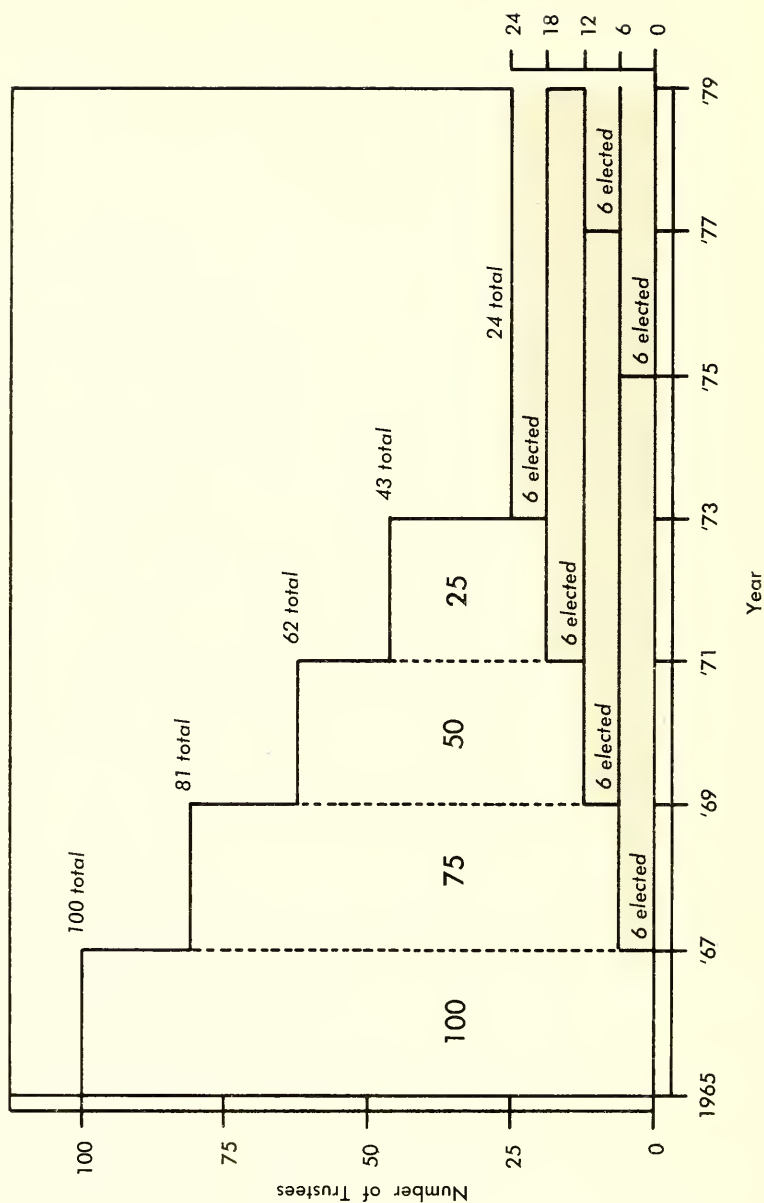 100 total
81 total
62 total
43 total
24 total
100
75
50
25
6 elected
6 elected
6 elected
6 elected
6 elected
6 elected
Number of Trustees
100
75
50
25
0
24
18
12
6
0
1965
'67
'69
'71
'73
'75
'77
'79
Year